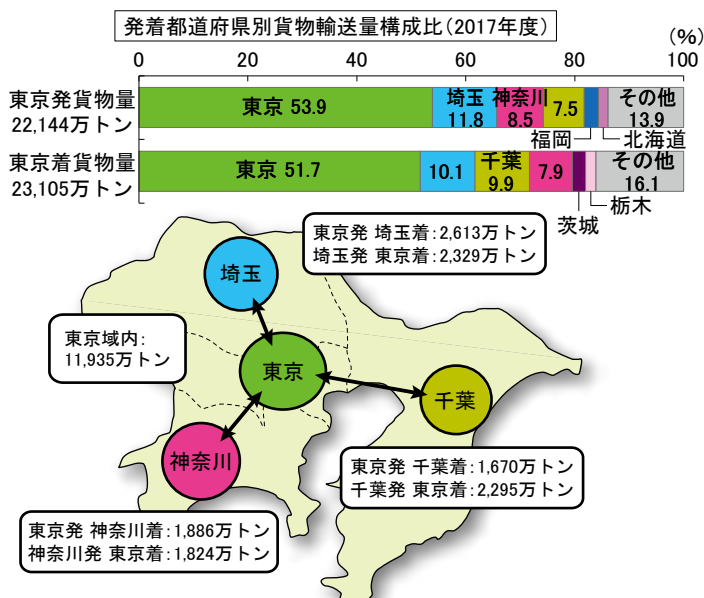 発着都道府県別貨物輸送量構成比(2017年度)
(%)
0 20 40 60 80 100
東京発貨物量
22,144万トン
東京 53.9
埼玉
11.8
神奈川
8.5
7.5
その他
13.9
福岡
北海道
東京着貨物量
23,105万トン
東京 51.7
10.1
千葉
9.9
7.9
その他
16.1
茨城
栃木
東京発 埼玉着:2,613万トン
埼玉発 東京着:2,329万トン
埼玉
東京域内:
11,935万トン
東京
千葉
神奈川
東京発 千葉着:1,670万トン
千葉発 東京着:2,295万トン
東京発 神奈川着:1,886万トン
神奈川発 東京着:1,824万トン